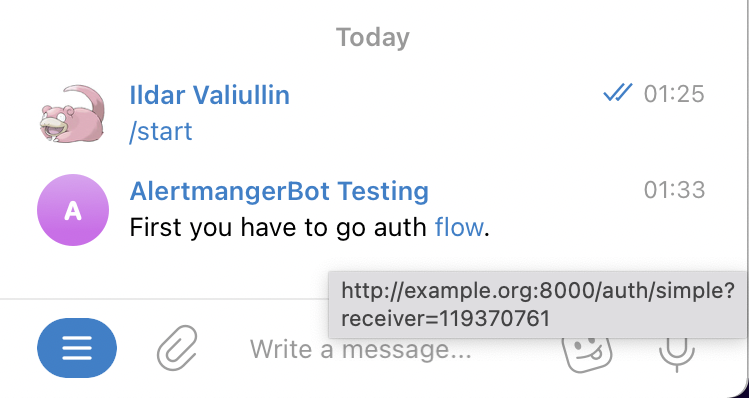 Today
Ildar Valiullin
01:25
/start
A
AlertmangerBot Testing
01:33
First you have to go auth flow.
http://example.org:8000/auth/simple?
receiver=119370761
Write a message...